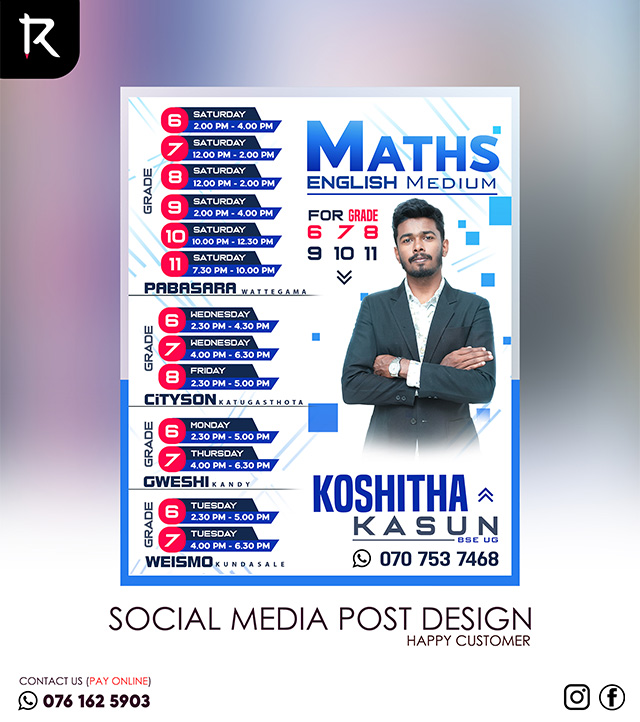 R
MATHS
ENGLISH MEDIUM
FOR GRADE
6 7 8
9 10 11
GRADE
6 SATURDAY
2.00 PM - 4.00 PM
7 SATURDAY
12.00 PM - 2.00 PM
8 SATURDAY
12.00 PM - 2.00 PM
9 SATURDAY
2.00 PM - 4.00 PM
10 SATURDAY
10.00 PM - 12.30 PM
11 SATURDAY
7.30 PM - 10.00 PM
PABASARA WATTEGAMA
GRADE
6 WEDNESDAY
2.30 PM - 4.30 PM
7 WEDNESDAY
4.00 PM - 6.30 PM
8 FRIDAY
2.30 PM - 5.00 PM
CiTYSON KATUGASTHOTA
GRADE
6 MONDAY
2.30 PM - 5.00 PM
7 THURSDAY
4.00 PM - 6.30 PM
GWESHI KANDY
GRADE
6 TUESDAY
2.30 PM - 5.00 PM
7 TUESDAY
4.00 PM - 6.30 PM
WEISMO KUNDASALE
KOSHITHA
KASUN
BSE UG
070 753 7468
SOCIAL MEDIA POST DESIGN
HAPPY CUSTOMER
CONTACT US (PAY ONLINE)
076 162 5903